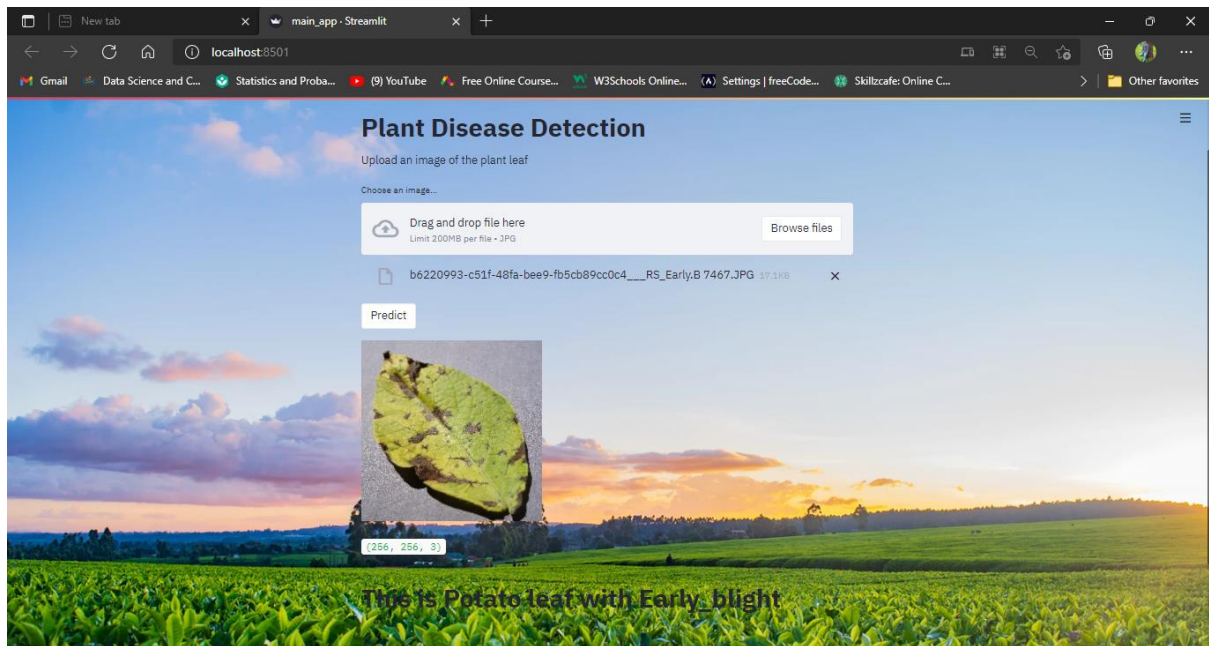 New tab
main_app · Streamlit
localhost:8501
Gmail
Data Science and C...
Statistics and Proba...
(9) YouTube
Free Online Course...
W3Schools Online...
Settings | freeCode...
Skillzcafe: Online C...
Other favorites
Plant Disease Detection
Upload an image of the plant leaf
Choose an image...
Drag and drop file here
Limit 200MB per file • JPG
Browse files
b6220993-c51f-48fa-bee9-fb5cb89cc0c4___RS_Early.B 7467.JPG 17.1KB
Predict
(256, 256, 3)
This is Potato leaf with Early_blight